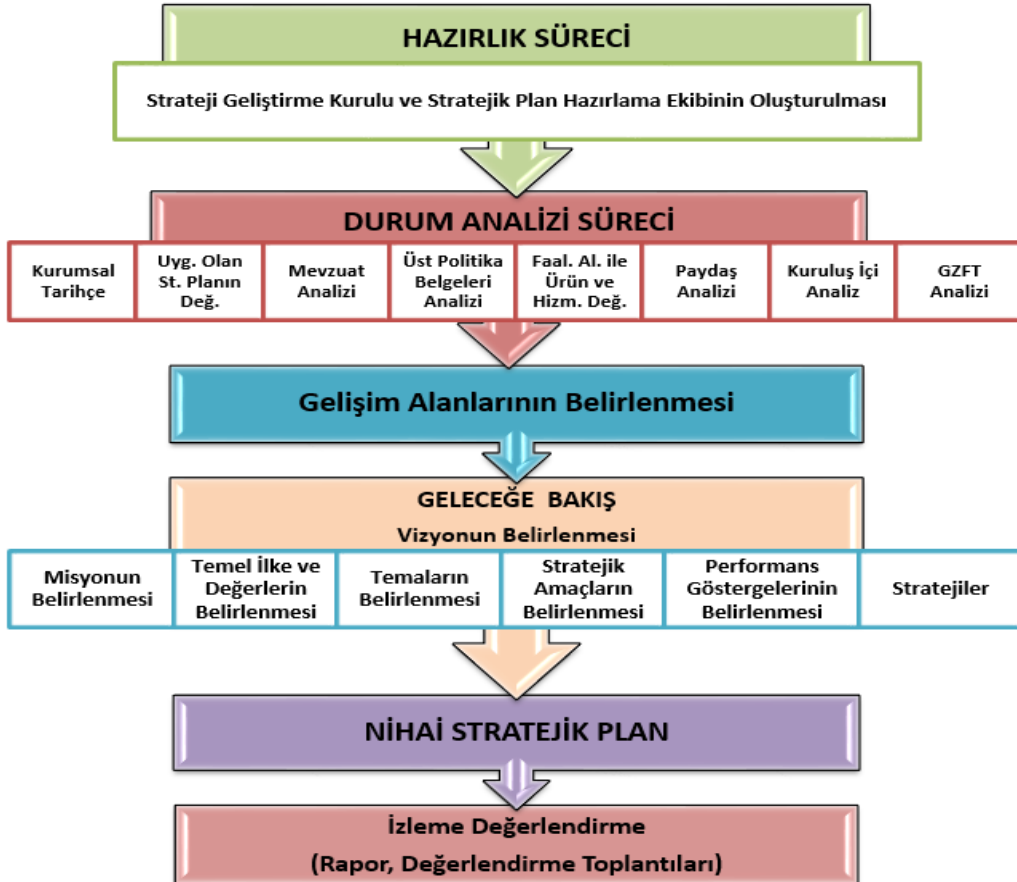 HAZIRLIK SÜRECİ
Strateji Geliştirme Kurulu ve Stratejik Plan Hazırlama Ekibinin Oluşturulması
DURUM ANALİZİ SÜRECİ
Kurumsal
Tarihçe
Uyg. Olan
St. Planın
Değ.
Mevzuat
Analizi
Üst Politika
Belgeleri
Analizi
Faal. Al. ile
Ürün ve
Hizm. Değ.
Paydaş
Analizi
Kuruluş İçi
Analiz
GZFT
Analizi
Gelişim Alanlarının Belirlenmesi
GELECEĞE BAKIŞ
Vizyonun Belirlenmesi
Misyonun
Belirlenmesi
Temel İlke ve
Değerlerin
Belirlenmesi
Temaların
Belirlenmesi
Stratejik
Amaçların
Belirlenmesi
Performans
Göstergelerinin
Belirlenmesi
Stratejiler
NİHAİ STRATEJİK PLAN
İzleme Değerlendirme
(Rapor, Değerlendirme Toplantıları)